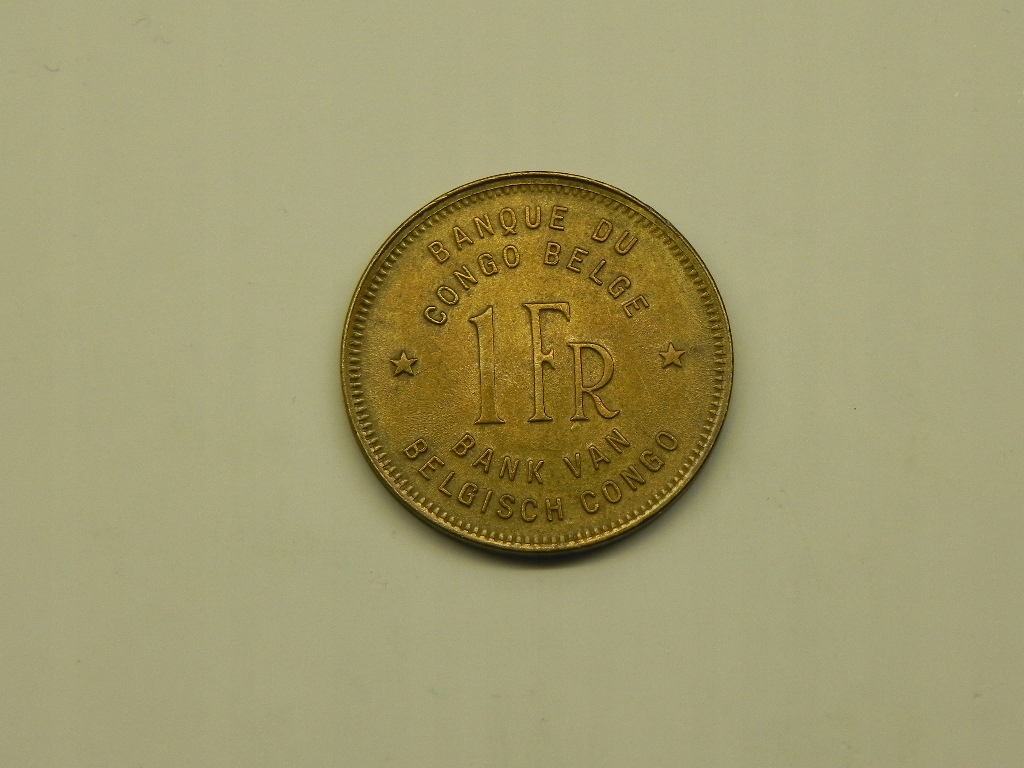 BANQUE DU
CONGO BELGE
1 FR
BANK VAN
BELGISCH CONGO